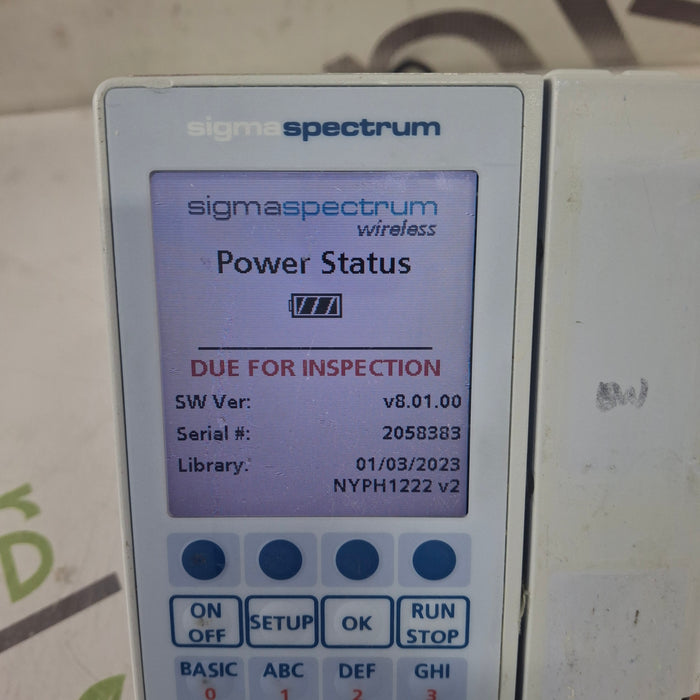 sigmaspectrum
sigmaspectrum
wireless
Power Status
DUE FOR INSPECTION
SW Ver: v8.01.00
Serial #: 2058383
Library: 01/03/2023
NYPH1222 v2
ON OFF
SETUP
OK
RUN STOP
BASIC ABC DEF GHI
0 1 2 3